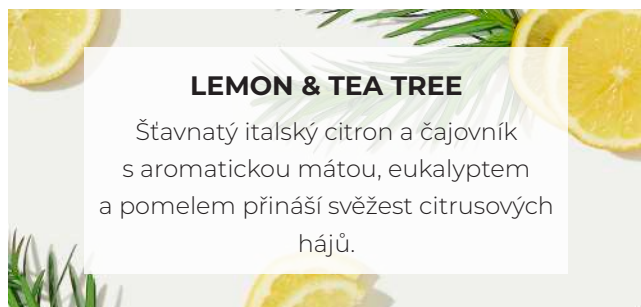 LEMON & TEA TREE
Šťavnatý italský citron a čajovník
s aromatickou mátou, eukalyptem
a pomelem přináší svěžest citrusových
hájů.